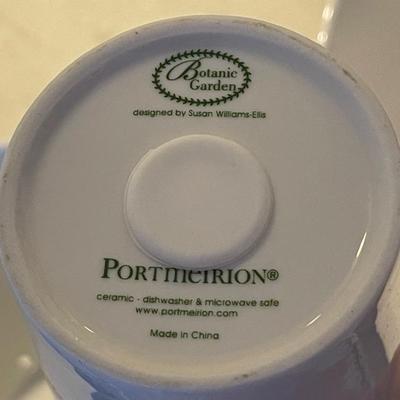 Botanic
Garden
designed by Susan Williams-Ellis
PORTMEIRION®
ceramic - dishwasher & microwave safe
www.portmeirion.com
Made in China